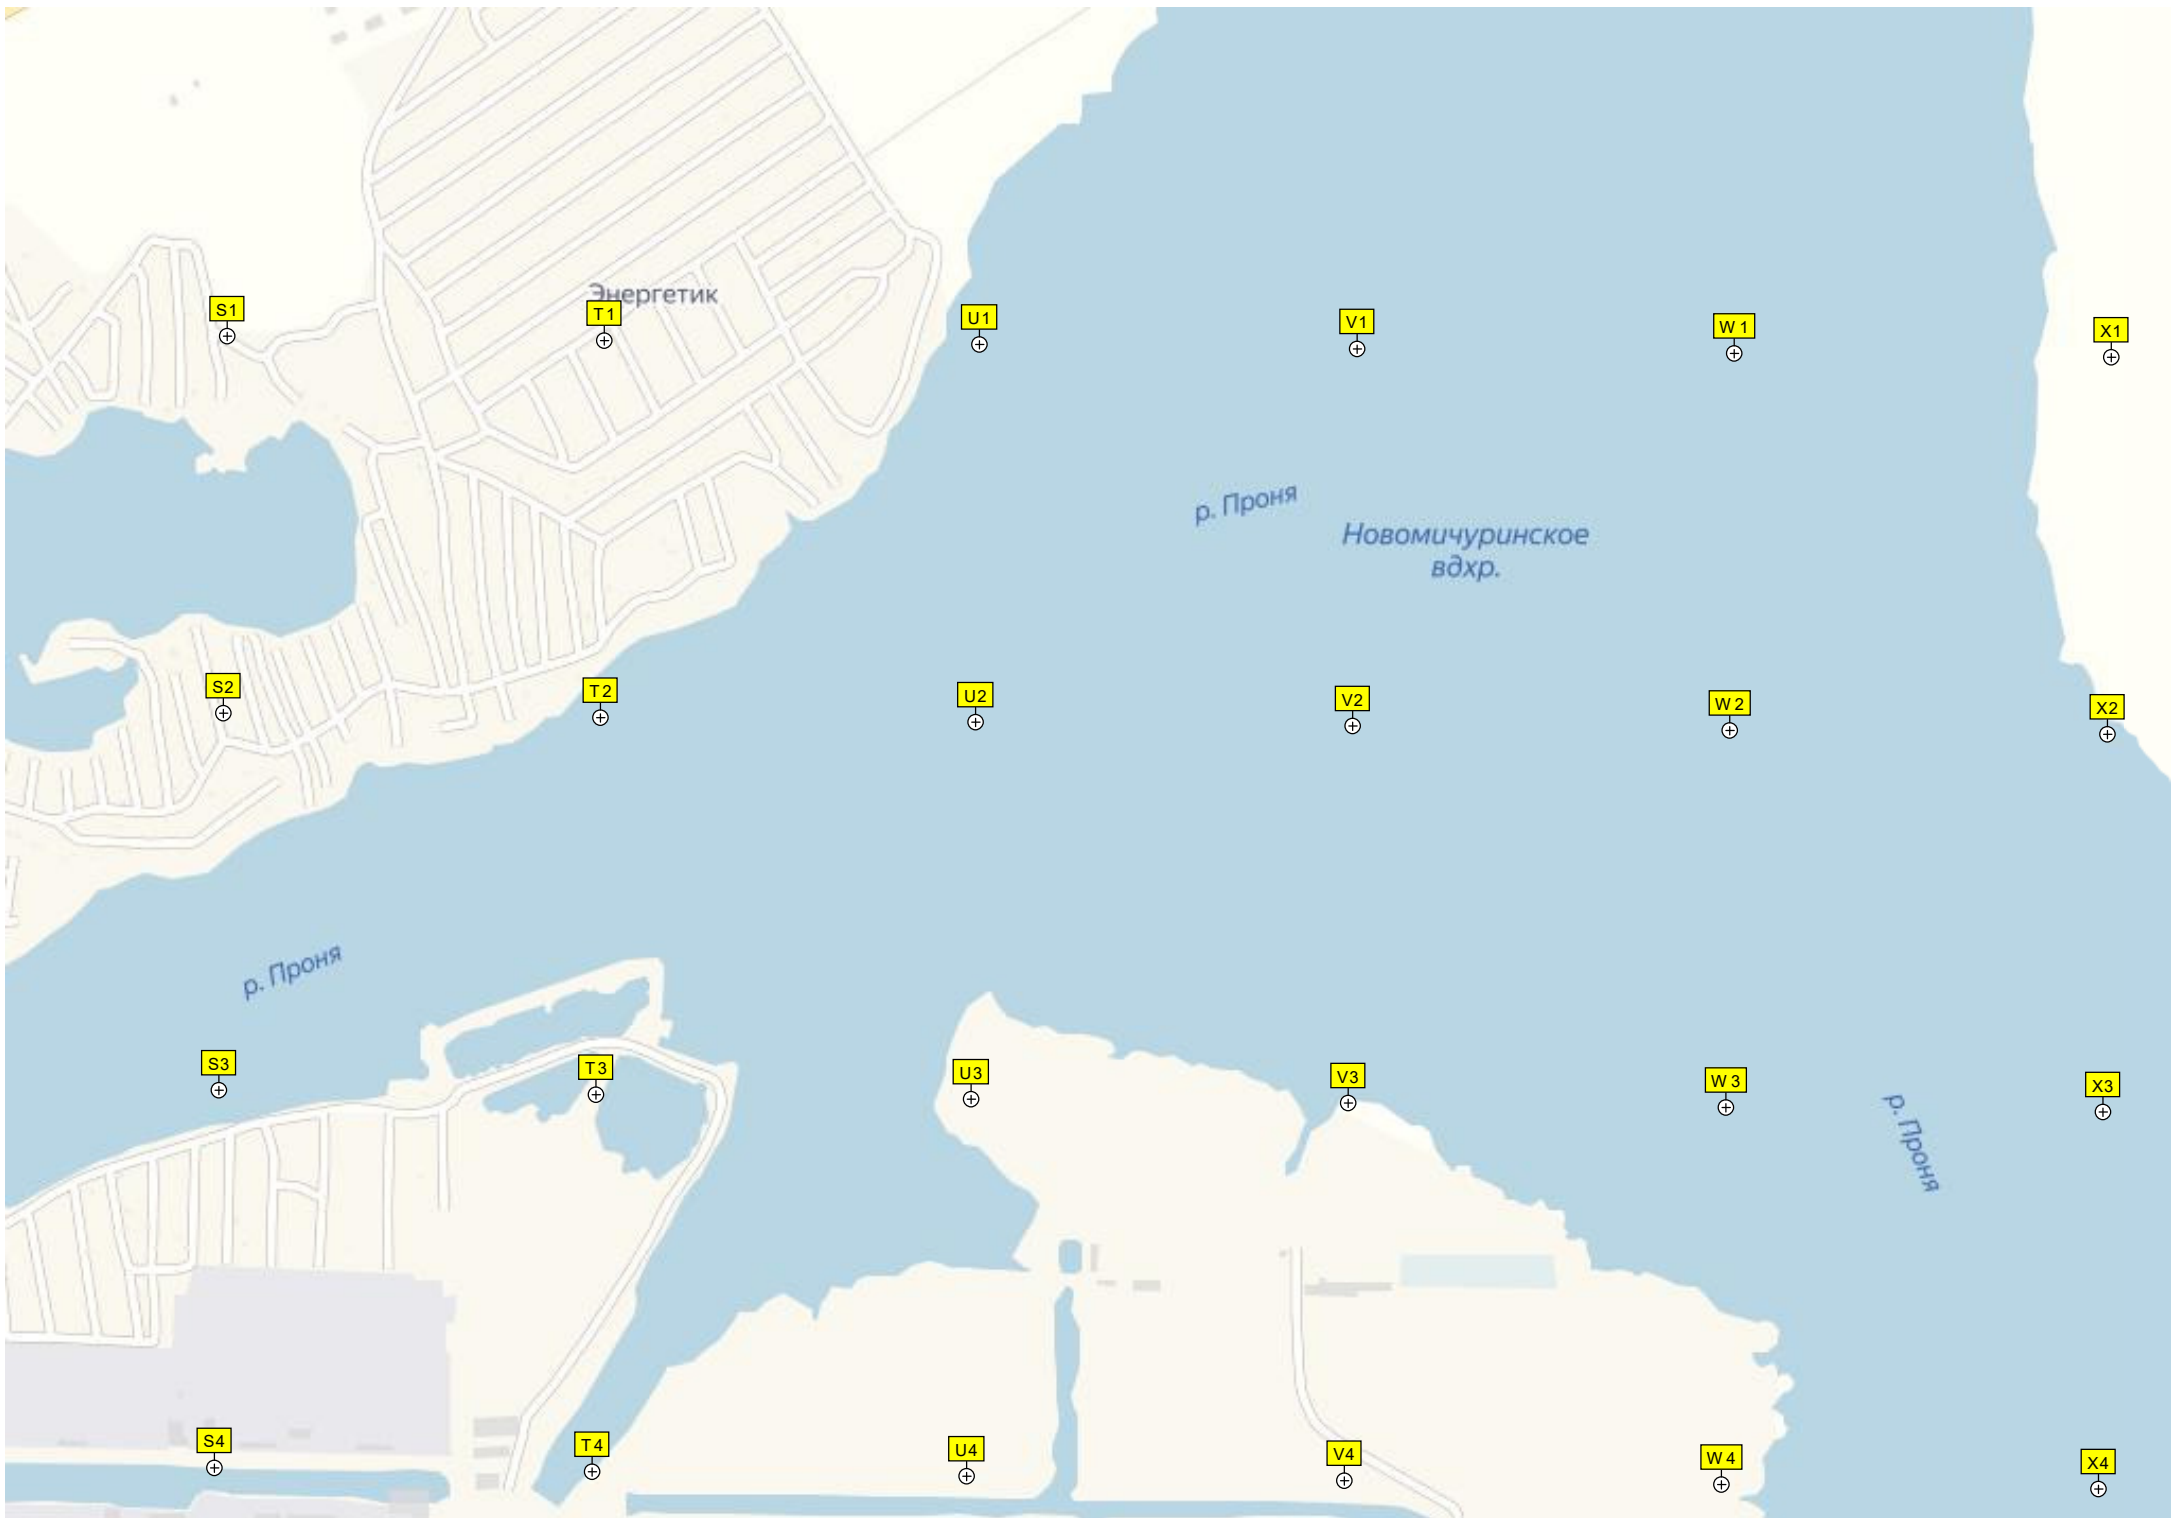 Энергетик
S1
T1
U1
V1
W1
X1
р. Проня
Новомичуринское
вдхр.
S2
T2
U2
V2
W2
X2
р. Проня
S3
T3
U3
V3
W3
X3
р. Проня
S4
T4
U4
V4
W4
X4